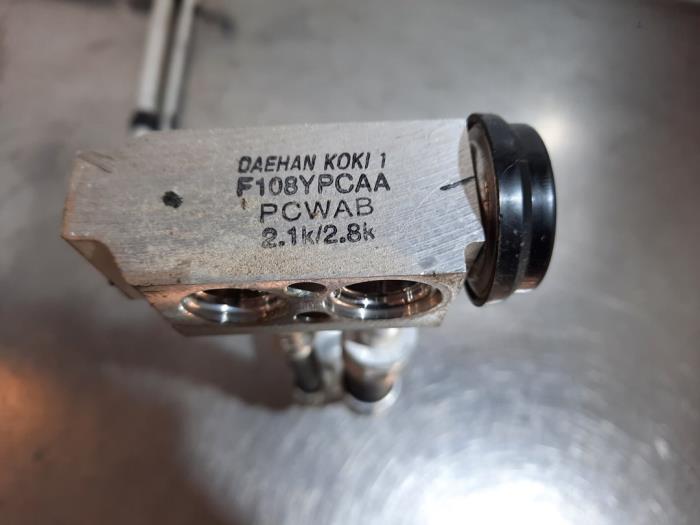 DAEHAN KOKI 1
F108YPCAA
PCWAB
2.1k/2.8k